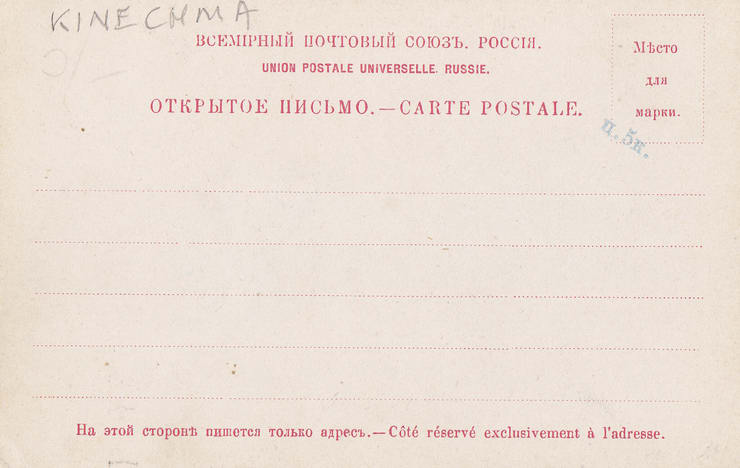 KINECHMA
ВСЕМІРНЫЙ ПОЧТОВЫЙ СОЮЗЪ. РОССІЯ.
UNION POSTALE UNIVERSELLE. RUSSIE.
ОТКРЫТОЕ ПИСЬМО.—CARTE POSTALE.
Мѣсто
для
марки.
ц. 5к.
На этой сторонѣ пишется только адресъ.—Côté réservé exclusivement à l'adresse.